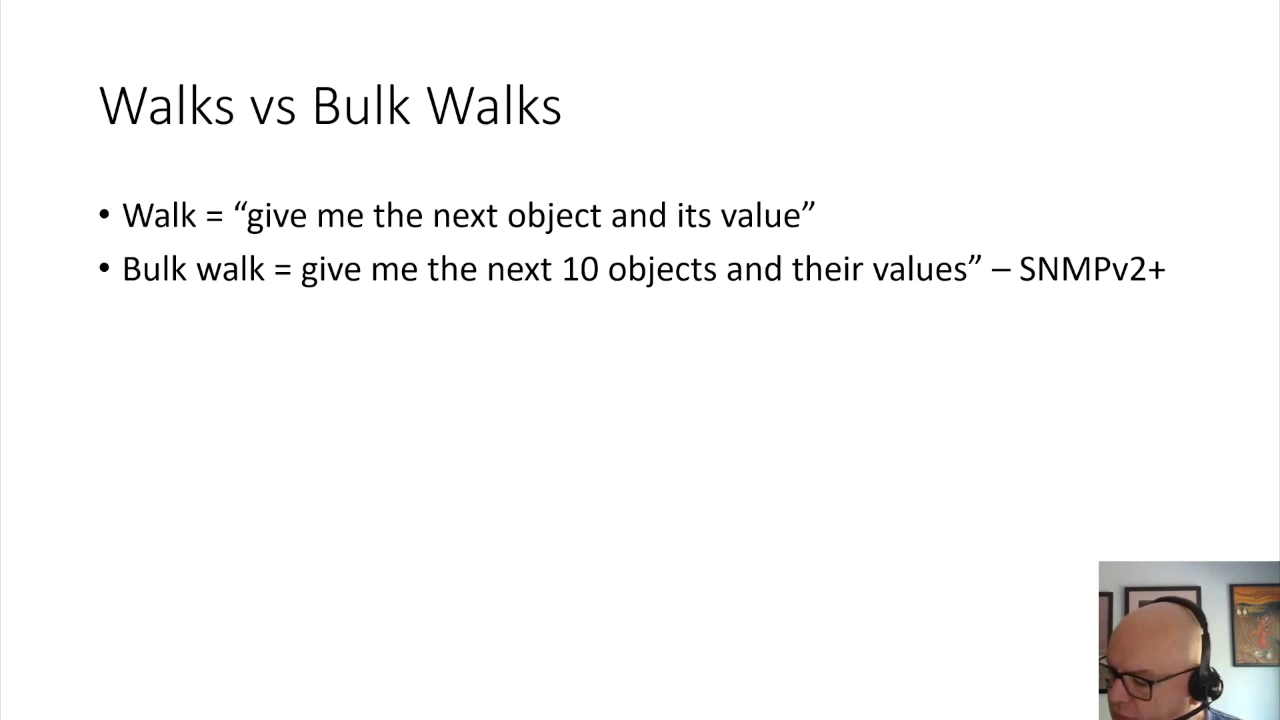 Walks vs Bulk Walks
• Walk = “give me the next object and its value”
• Bulk walk = give me the next 10 objects and their values” – SNMPv2+